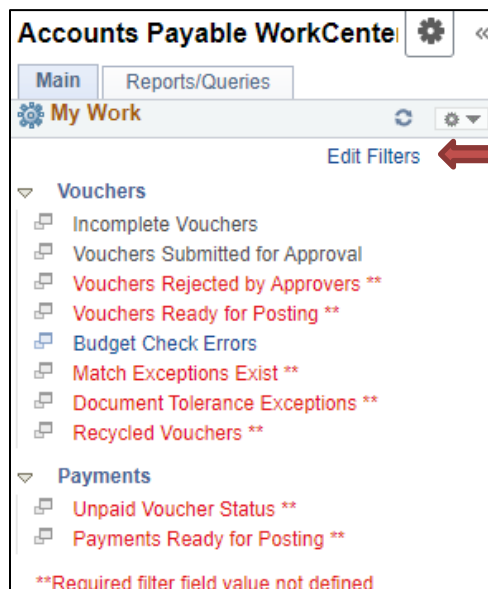 Accounts Payable WorkCente
Main Reports/Queries
My Work
Edit Filters
Vouchers
Incomplete Vouchers
Vouchers Submitted for Approval
Vouchers Rejected by Approvers **
Vouchers Ready for Posting **
Budget Check Errors
Match Exceptions Exist **
Document Tolerance Exceptions **
Recycled Vouchers **
Payments
Unpaid Voucher Status **
Payments Ready for Posting **
**Required filter field value not defined